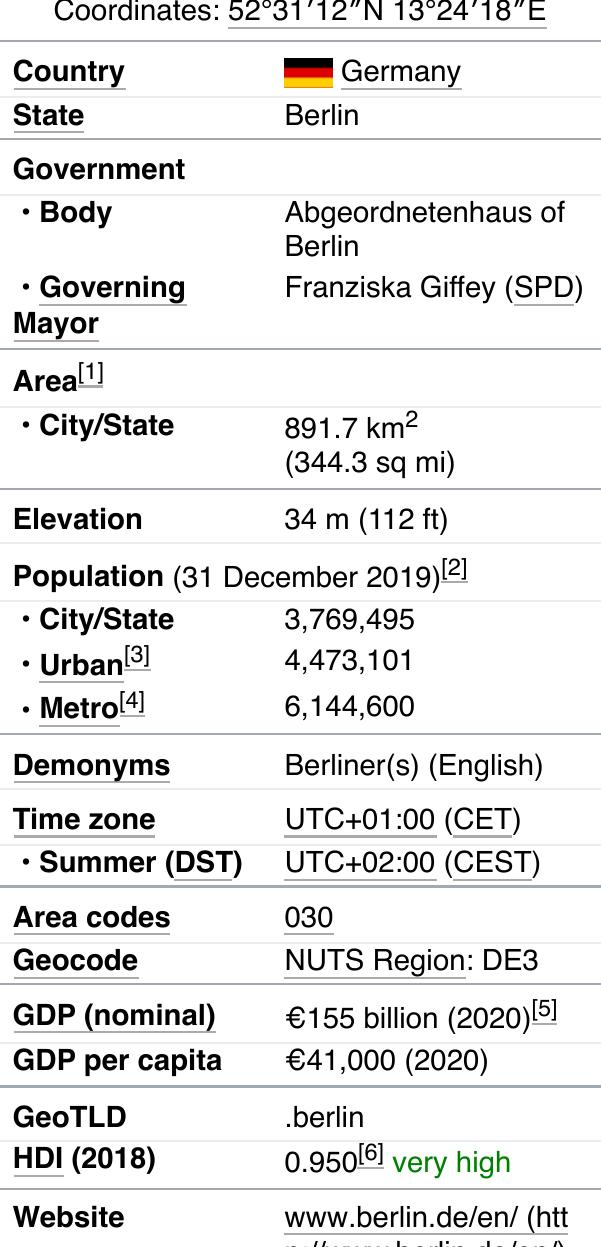 Coordinates: 52°31′12″N 13°24′18″E
Country Germany
State Berlin
Government
• Body Abgeordnetenhaus of
Berlin
• Governing Franziska Giffey (SPD)
Mayor
Area[1]
• City/State 891.7 km2
(344.3 sq mi)
Elevation 34 m (112 ft)
Population (31 December 2019)[2]
• City/State 3,769,495
• Urban[3] 4,473,101
• Metro[4] 6,144,600
Demonyms Berliner(s) (English)
Time zone UTC+01:00 (CET)
• Summer (DST) UTC+02:00 (CEST)
Area codes 030
Geocode NUTS Region: DE3
GDP (nominal) €155 billion (2020)[5]
GDP per capita €41,000 (2020)
GeoTLD .berlin
HDI (2018) 0.950[6] very high
Website www.berlin.de/en/ (htt
p://www.berlin.de/en/)